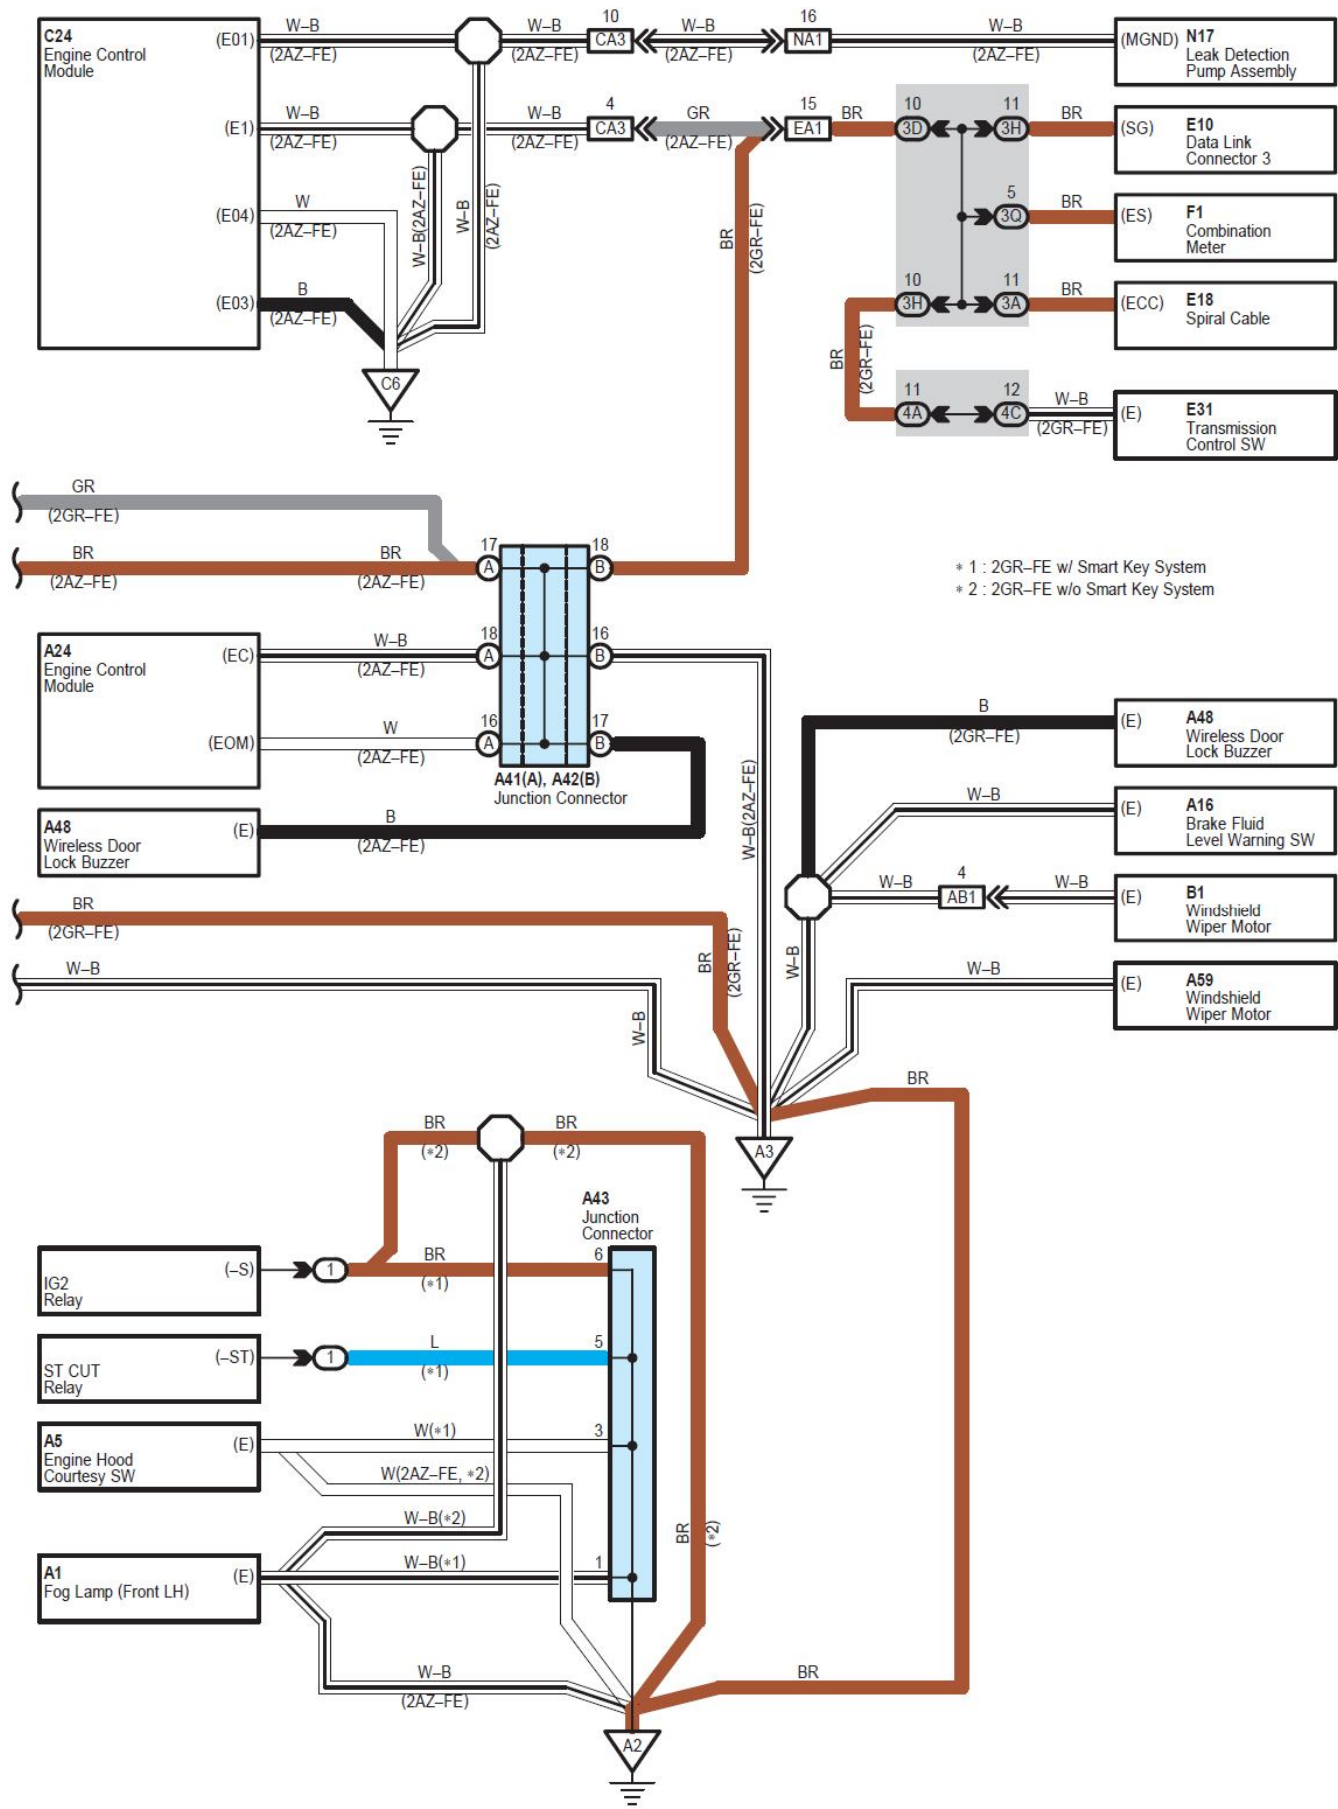 C24
Engine Control
Module
(E01)
W–B
(2AZ–FE)
W–B
(2AZ–FE)
10
CA3
W–B
(2AZ–FE)
16
NA1
W–B
(2AZ–FE)
(MGND)
N17
Leak Detection
Pump Assembly
(E1)
W–B
(2AZ–FE)
W–B
(2AZ–FE)
4
CA3
GR
(2AZ–FE)
15
EA1
BR
10
3D
11
3H
BR
(SG)
E10
Data Link
Connector 3
(E04)
W
(2AZ–FE)
W–B(2AZ–FE)
W–B
(2AZ–FE)
BR
(2GR–FE)
5
3Q
BR
(ES)
F1
Combination
Meter
(E03)
B
(2AZ–FE)
10
3H
11
3A
BR
(ECC)
E18
Spiral Cable
C6
BR
(2GR–FE)
11
4A
12
4C
W–B
(2GR–FE)
(E)
E31
Transmission
Control SW
GR
(2GR–FE)
BR
(2AZ–FE)
BR
(2AZ–FE)
17
A
18
B
∗ 1 : 2GR–FE w/ Smart Key System
∗ 2 : 2GR–FE w/o Smart Key System
A24
Engine Control
Module
(EC)
W–B
(2AZ–FE)
18
A
16
B
(EOM)
W
(2AZ–FE)
16
A
17
B
A41(A), A42(B)
Junction Connector
A48
Wireless Door
Lock Buzzer
(E)
B
(2AZ–FE)
W–B(2AZ–FE)
B
(2GR–FE)
(E)
A48
Wireless Door
Lock Buzzer
W–B
(E)
A16
Brake Fluid
Level Warning SW
W–B
4
AB1
W–B
(E)
B1
Windshield
Wiper Motor
BR
(2GR–FE)
BR
(2GR–FE)
W–B
W–B
W–B
W–B
(E)
A59
Windshield
Wiper Motor
BR
A3
BR
(∗2)
BR
(∗2)
A43
Junction
Connector
IG2
Relay
(–S)
1
BR
(∗1)
6
ST CUT
Relay
(–ST)
1
L
(∗1)
5
A5
Engine Hood
Courtesy SW
(E)
W(∗1)
3
W(2AZ–FE, ∗2)
W–B(∗2)
BR
(∗2)
A1
Fog Lamp (Front LH)
(E)
W–B(∗1)
1
W–B
(2AZ–FE)
BR
A2